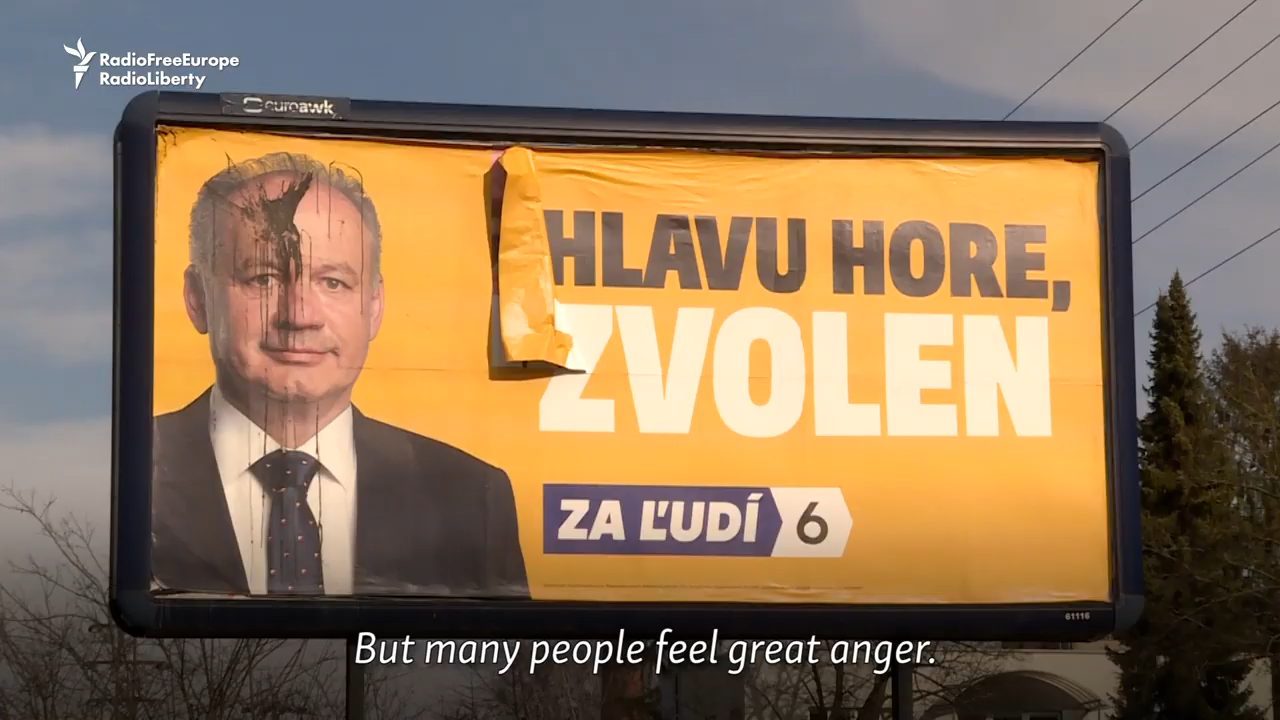 RadioFreeEurope
RadioLiberty
euroawk
HLAVU HORE,
ZVOLEN
ZA ĽUDÍ 6
61116
But many people feel great anger.